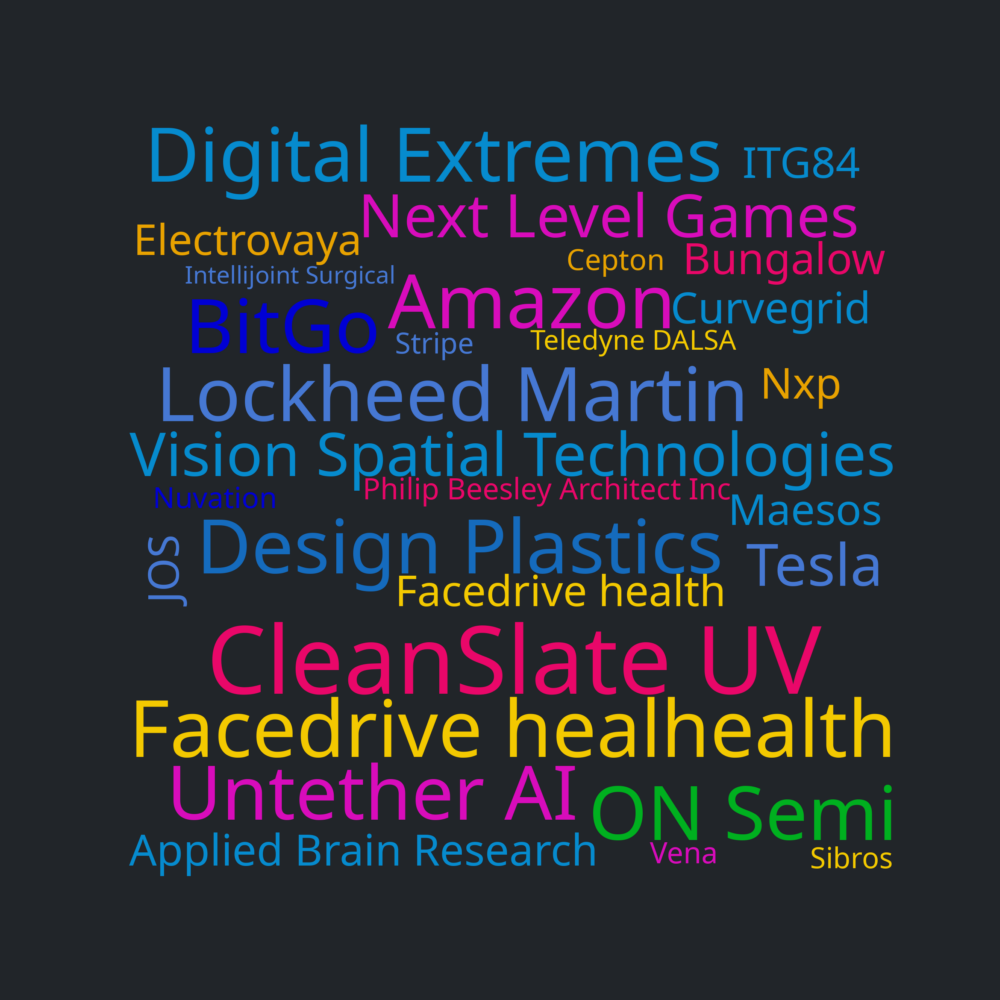 Digital Extremes
ITG84
Next Level Games
Electrovaya
Cepton
Bungalow
Intellijoint Surgical
Amazon
Curvegrid
BitGo
Stripe
Teledyne DALSA
Lockheed Martin
Nxp
Vision Spatial Technologies
Philip Beesley Architect Inc
Nuvation
Maesos
Design Plastics
JOS
Tesla
Facedrive health
CleanSlate UV
Facedrive healhealth
Untether AI
ON Semi
Applied Brain Research
Vena
Sibros